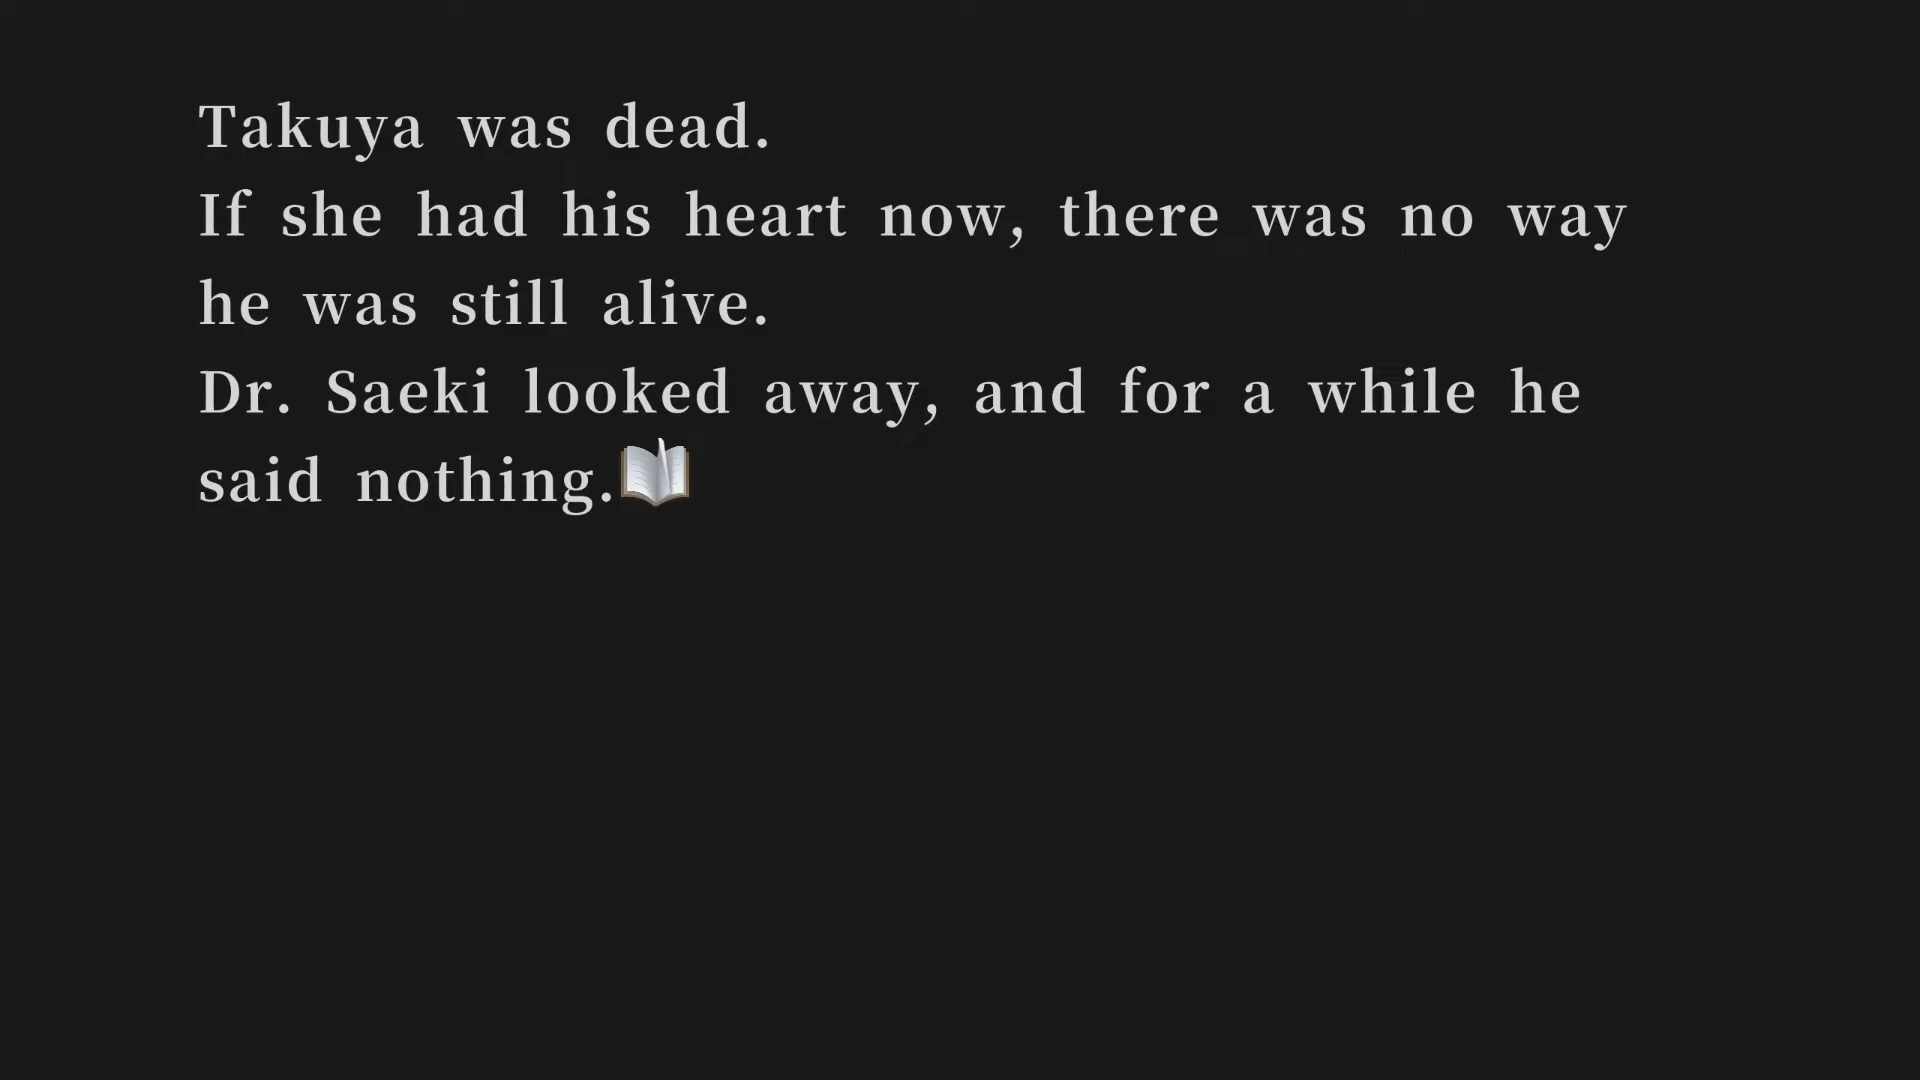 Takuya was dead.
If she had his heart now, there was no way
he was still alive.
Dr. Saeki looked away, and for a while he
said nothing.